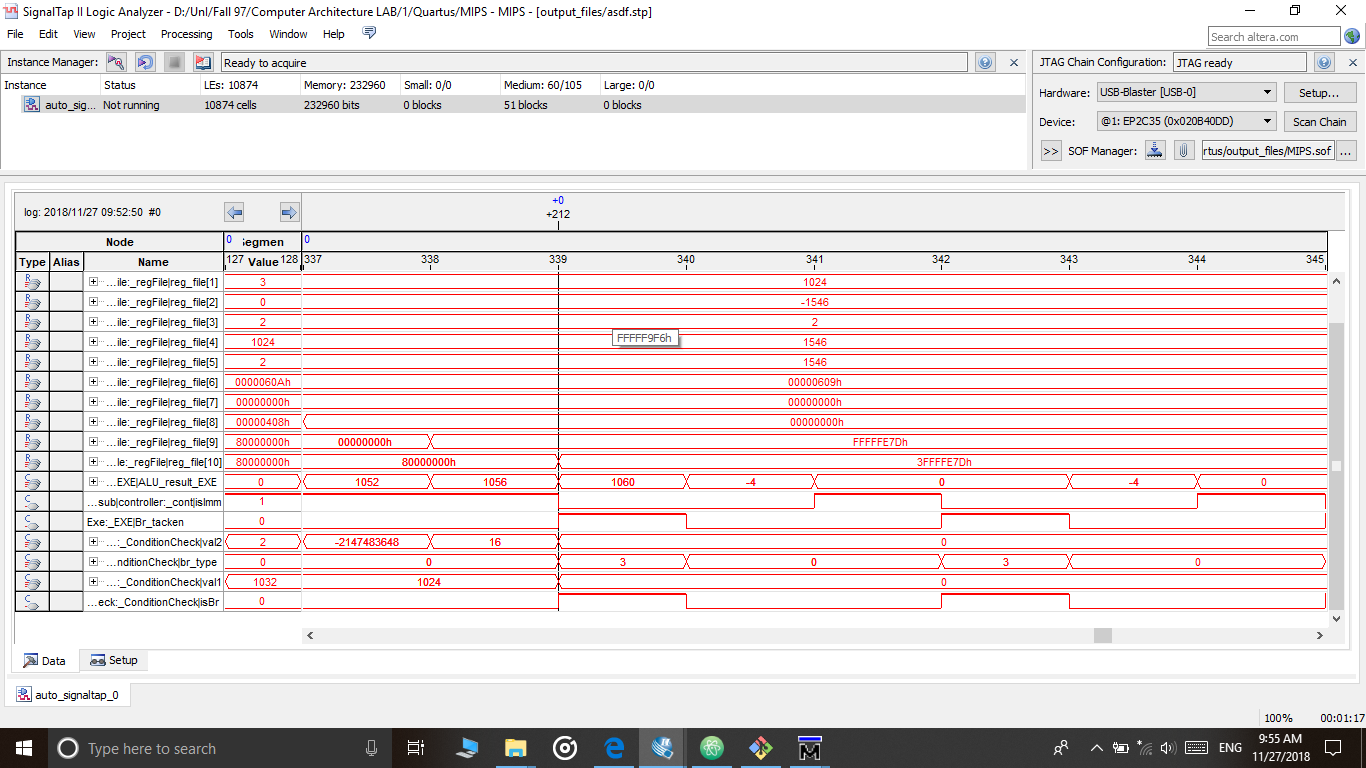 SignalTap II Logic Analyzer - D:/UnI/Fall 97/Computer Architecture LAB/1/Quartus/MIPS - MIPS - [output_files/asdf.stp]
File Edit View Project Processing Tools Window Help
Search altera.com
Instance Manager: Ready to acquire
Instance Status LEs: 10874 Memory: 232960 Small: 0/0 Medium: 60/105 Large: 0/0
auto_sig... Not running 10874 cells 232960 bits 0 blocks 51 blocks 0 blocks
JTAG Chain Configuration: JTAG ready
Hardware: USB-Blaster [USB-0] Setup...
Device: @1: EP2C35 (0x020B40DD) Scan Chain
>> SOF Manager: rtus/output_files/MIPS.sof ...
+0
log: 2018/11/27 09:52:50 #0 +212
Node 0 Segmen 0
Type Alias Name 127 Value 128 337 338 339 340 341 342 343 344 345
...ile:_regFile|reg_file[1] 3 1024
...ile:_regFile|reg_file[2] 0 -1546
...ile:_regFile|reg_file[3] 2 2
FFFFF9F6h
...ile:_regFile|reg_file[4] 1024 1546
...ile:_regFile|reg_file[5] 2 1546
...ile:_regFile|reg_file[6] 0000060Ah 00000609h
...ile:_regFile|reg_file[7] 00000000h 00000000h
...ile:_regFile|reg_file[8] 00000408h 00000000h
...ile:_regFile|reg_file[9] 80000000h 00000000h FFFFFE7Dh
...le:_regFile|reg_file[10] 80000000h 80000000h 3FFFFE7Dh
...EXE|ALU_result_EXE 0 1052 1056 1060 -4 0 -4 0
...sub|controller:_cont|isImm 1
Exe:_EXE|Br_tacken 0
...:_ConditionCheck|val2 2 -2147483648 16 0
...nditionCheck|br_type 0 0 3 0 3 0
...:_ConditionCheck|val1 1032 1024 0
...eck:_ConditionCheck|isBr 0
Data Setup
auto_signaltap_0
100% 00:01:17
Type here to search
ENG
9:55 AM
11/27/2018